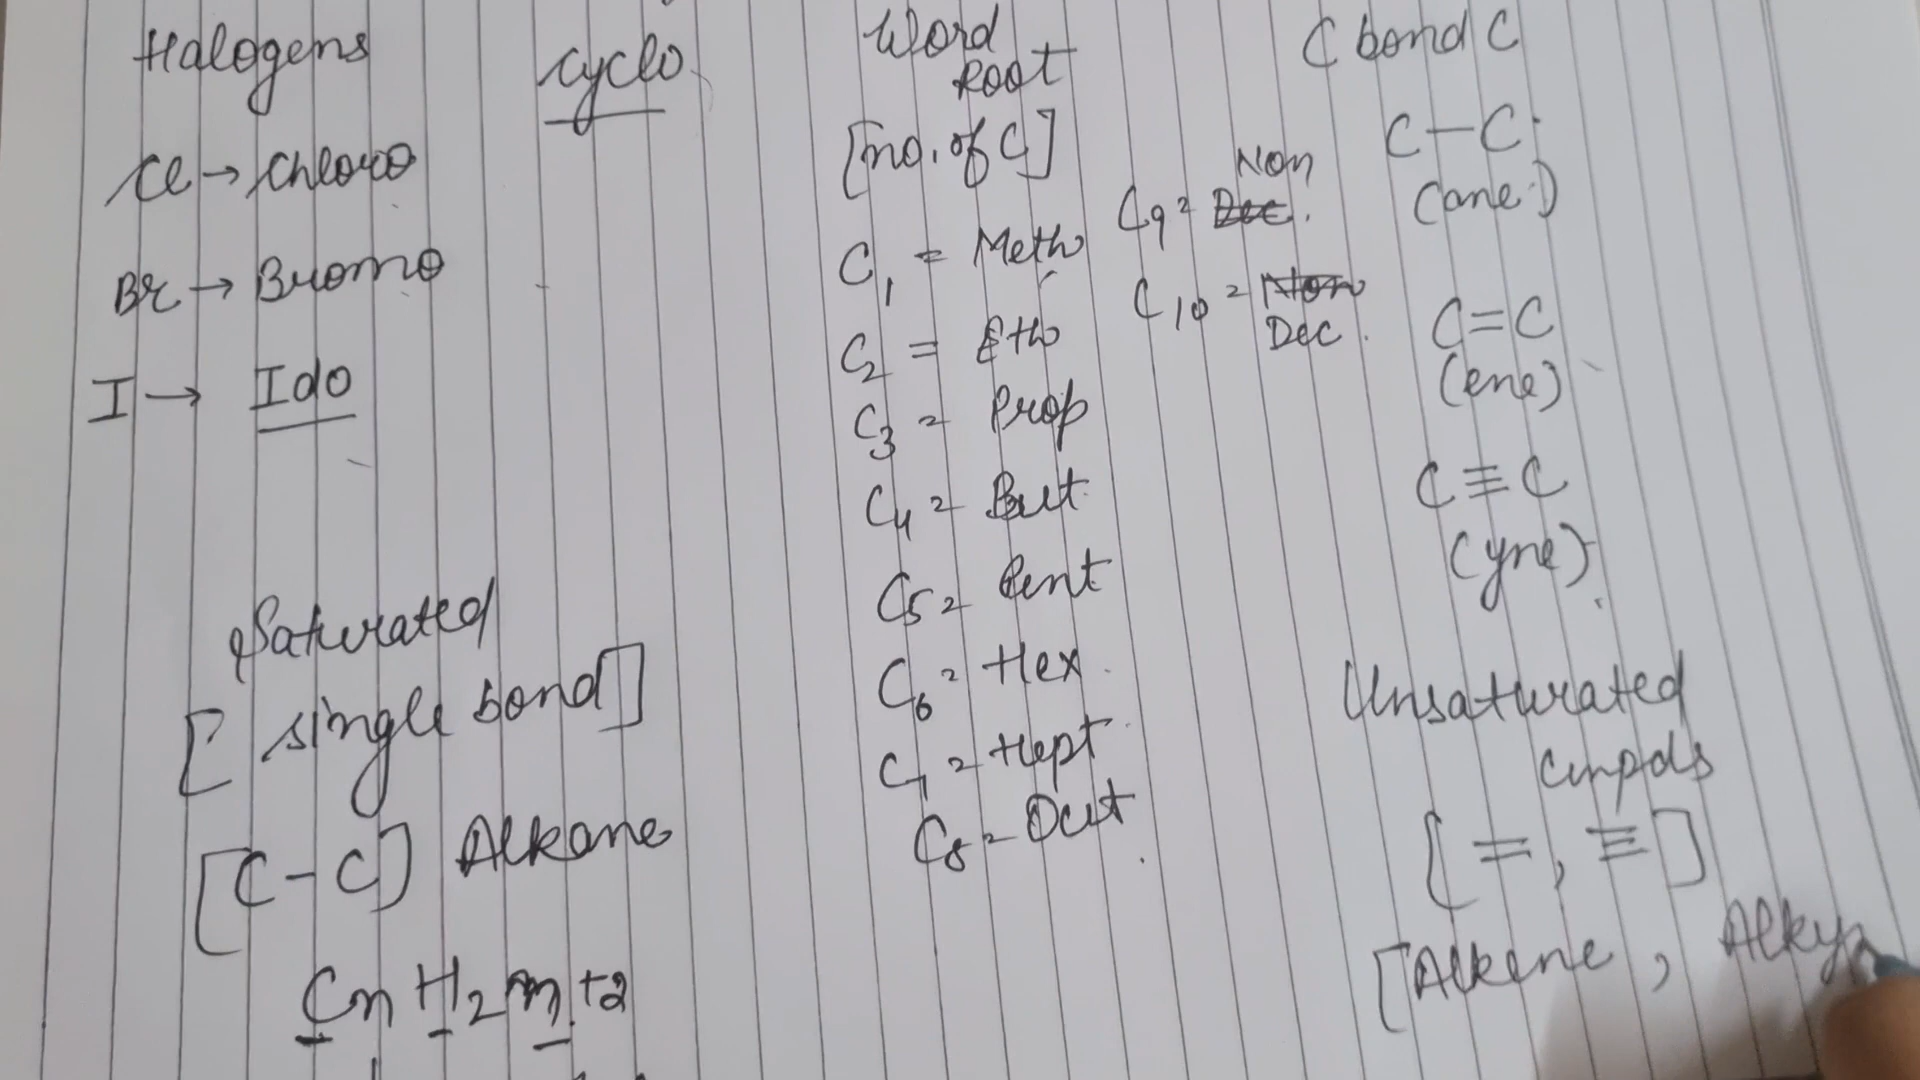 Halogens
Cl → Chloro
Br → Bromo
I → Ido
Cyclo
Word
Root
[no. of C]
C1 = Meth
C2 = Eth
C3 = Prop
C4 = But
C5 = Pent
C6 = Hex
C7 = Hept
C8 = Oct
Non
C9 = Dec.
C10 = Non
Dec.
C bond C
C–C
(ane)
C=C
(ene)
C≡C
(yne)
Saturated
[single bond]
[C-C] Alkane
CnH2n+2
Unsaturated
cmpds
[=, ≡]
[Alkene, Alkyn